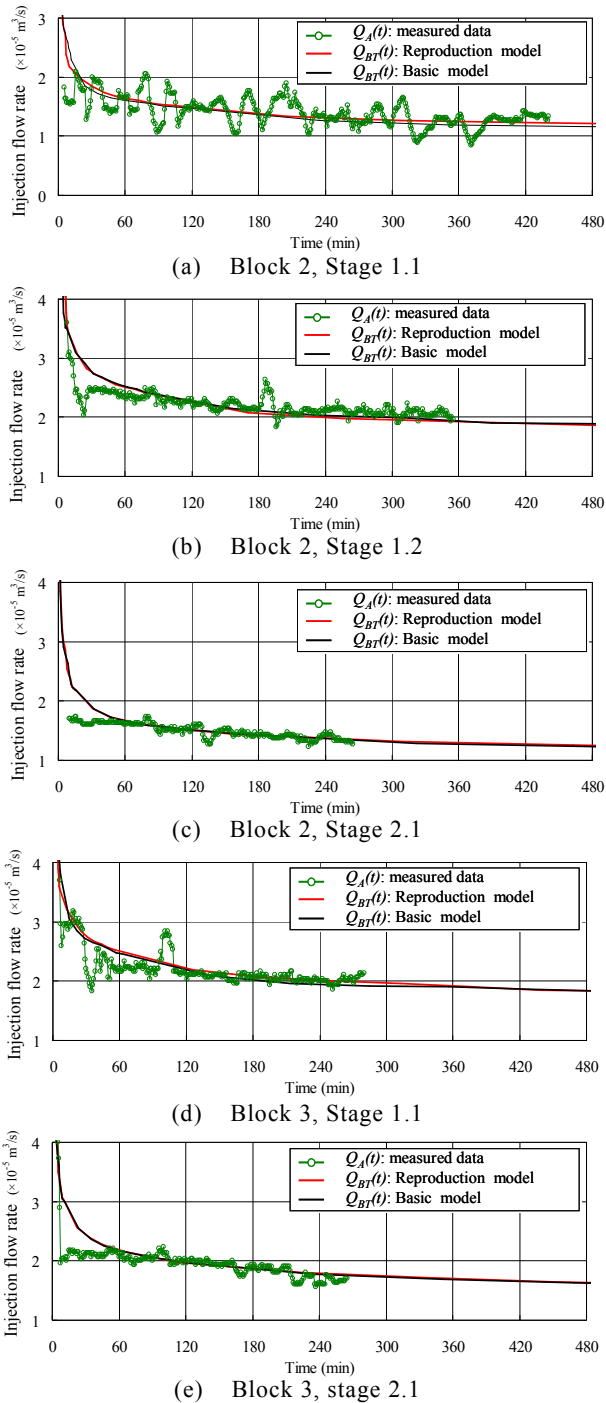 Injection flow rate (×10⁻⁵ m³/s)
3
2
1
0
Q_A(t): measured data
Q_BT(t): Reproduction model
Q_BT(t): Basic model
0 60 120 180 240 300 360 420 480
Time (min)
(a) Block 2, Stage 1.1
Injection flow rate (×10⁻⁵ m³/s)
4
3
2
1
Q_A(t): measured data
Q_BT(t): Reproduction model
Q_BT(t): Basic model
0 60 120 180 240 300 360 420 480
Time (min)
(b) Block 2, Stage 1.2
Injection flow rate (×10⁻⁵ m³/s)
4
3
2
1
Q_A(t): measured data
Q_BT(t): Reproduction model
Q_BT(t): Basic model
0 60 120 180 240 300 360 420 480
Time (min)
(c) Block 2, Stage 2.1
Injection flow rate (×10⁻⁵ m³/s)
4
3
2
1
Q_A(t): measured data
Q_BT(t): Reproduction model
Q_BT(t): Basic model
0 60 120 180 240 300 360 420 480
Time (min)
(d) Block 3, Stage 1.1
Injection flow rate (×10⁻⁵ m³/s)
4
3
2
1
Q_A(t): measured data
Q_BT(t): Reproduction model
Q_BT(t): Basic model
0 60 120 180 240 300 360 420 480
Time (min)
(e) Block 3, stage 2.1